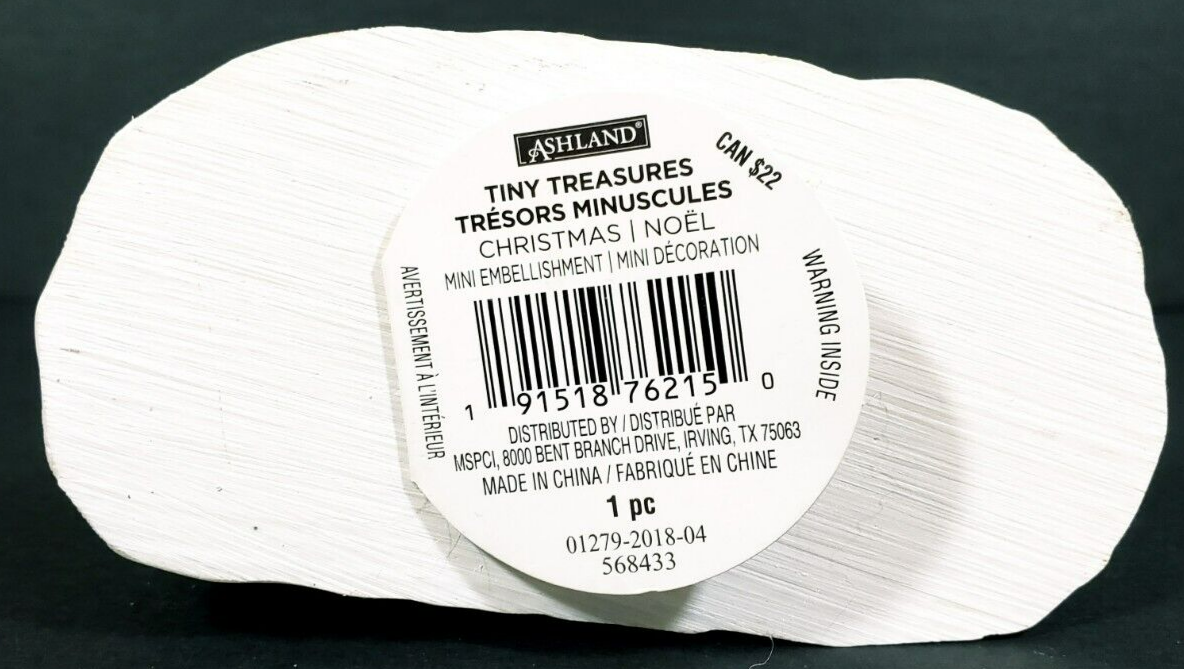 ASHLAND®
CAN $22
TINY TREASURES
TRÉSORS MINUSCULES
CHRISTMAS | NOËL
MINI EMBELLISHMENT | MINI DÉCORATION
AVERTISSEMENT À L'INTÉRIEUR
WARNING INSIDE
1 91518 76215 0
DISTRIBUTED BY / DISTRIBUÉ PAR
MSPCI, 8000 BENT BRANCH DRIVE, IRVING, TX 75063
MADE IN CHINA / FABRIQUÉ EN CHINE
1 pc
01279-2018-04
568433